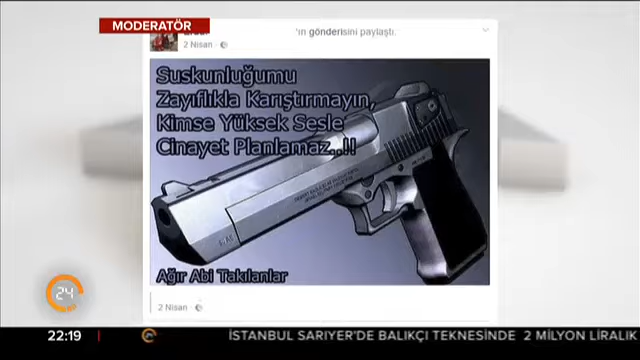 MODERATÖR
'ın gönderisini paylaştı.
2 Nisan
Suskunluğumu
Zayıflıkla Karıştırmayın,
Kimse Yüksek Sesle
Cinayet Planlamaz..!!
Ağır Abi Takılanlar
2 Nisan
24
22:19
İSTANBUL SARIYER'DE BALIKÇI TEKNESİNDE 2 MİLYON LİRALIK